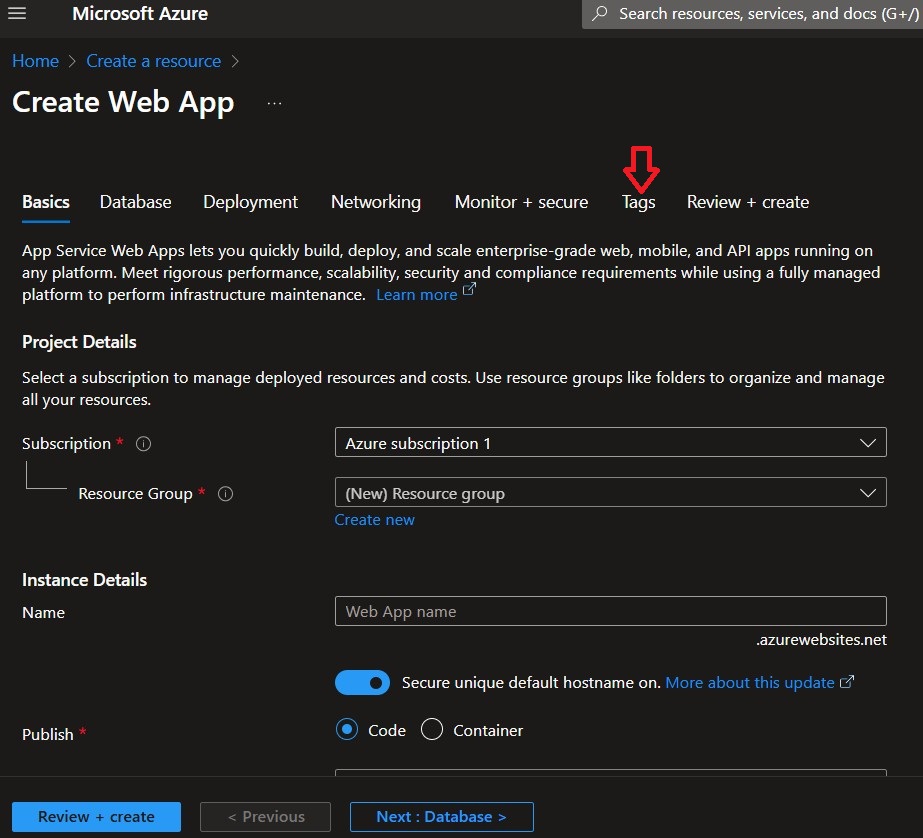 Microsoft Azure
Search resources, services, and docs (G+/)
Home > Create a resource >
Create Web App ...
Basics Database Deployment Networking Monitor + secure Tags Review + create
App Service Web Apps lets you quickly build, deploy, and scale enterprise-grade web, mobile, and API apps running on
any platform. Meet rigorous performance, scalability, security and compliance requirements while using a fully managed
platform to perform infrastructure maintenance. Learn more
Project Details
Select a subscription to manage deployed resources and costs. Use resource groups like folders to organize and manage
all your resources.
Subscription *
Azure subscription 1
Resource Group *
(New) Resource group
Create new
Instance Details
Name
Web App name
.azurewebsites.net
Secure unique default hostname on. More about this update
Publish *
Code Container
Review + create
< Previous
Next : Database >